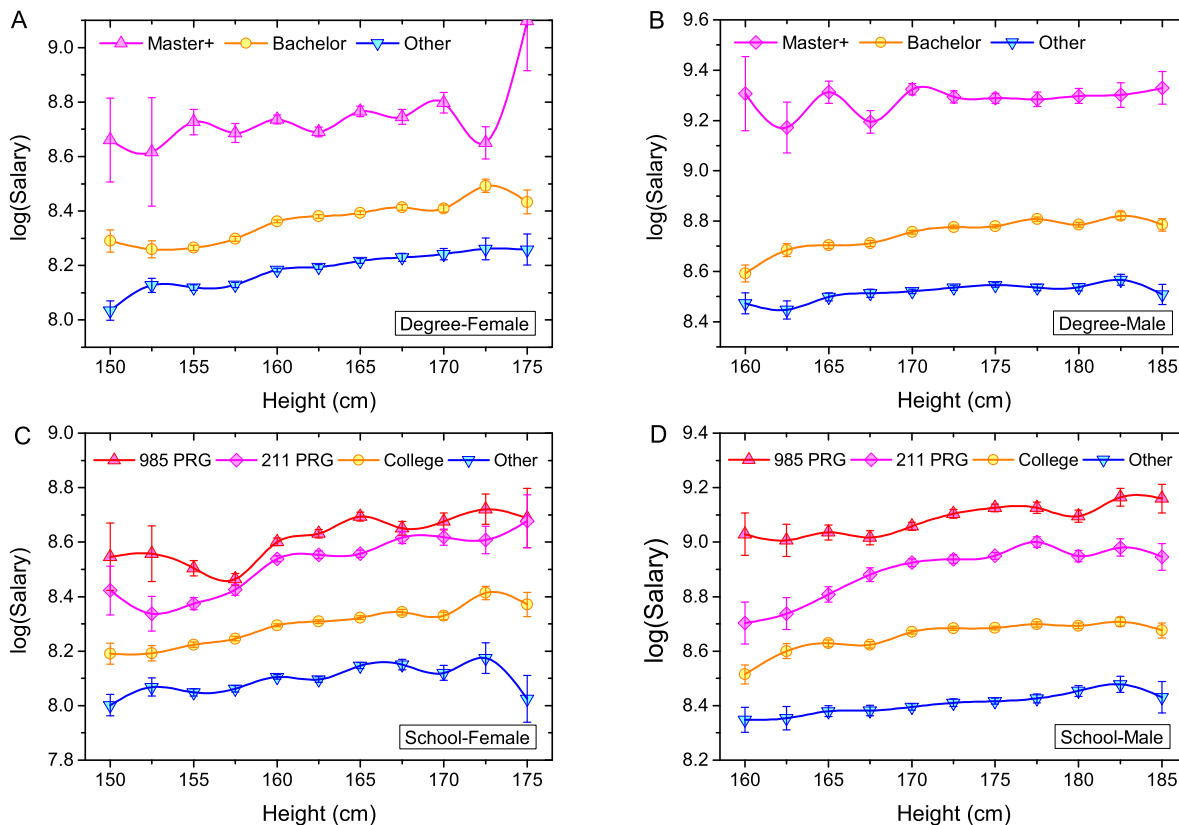 A
Master+ Bachelor Other
log(Salary)
9.0
8.8
8.6
8.4
8.2
8.0
Degree-Female
150 155 160 165 170 175
Height (cm)
B
Master+ Bachelor Other
log(Salary)
9.6
9.4
9.2
9.0
8.8
8.6
8.4
Degree-Male
160 165 170 175 180 185
Height (cm)
C
985 PRG 211 PRG College Other
log(Salary)
9.0
8.8
8.6
8.4
8.2
8.0
7.8
School-Female
150 155 160 165 170 175
Height (cm)
D
985 PRG 211 PRG College Other
log(Salary)
9.4
9.2
9.0
8.8
8.6
8.4
8.2
School-Male
160 165 170 175 180 185
Height (cm)